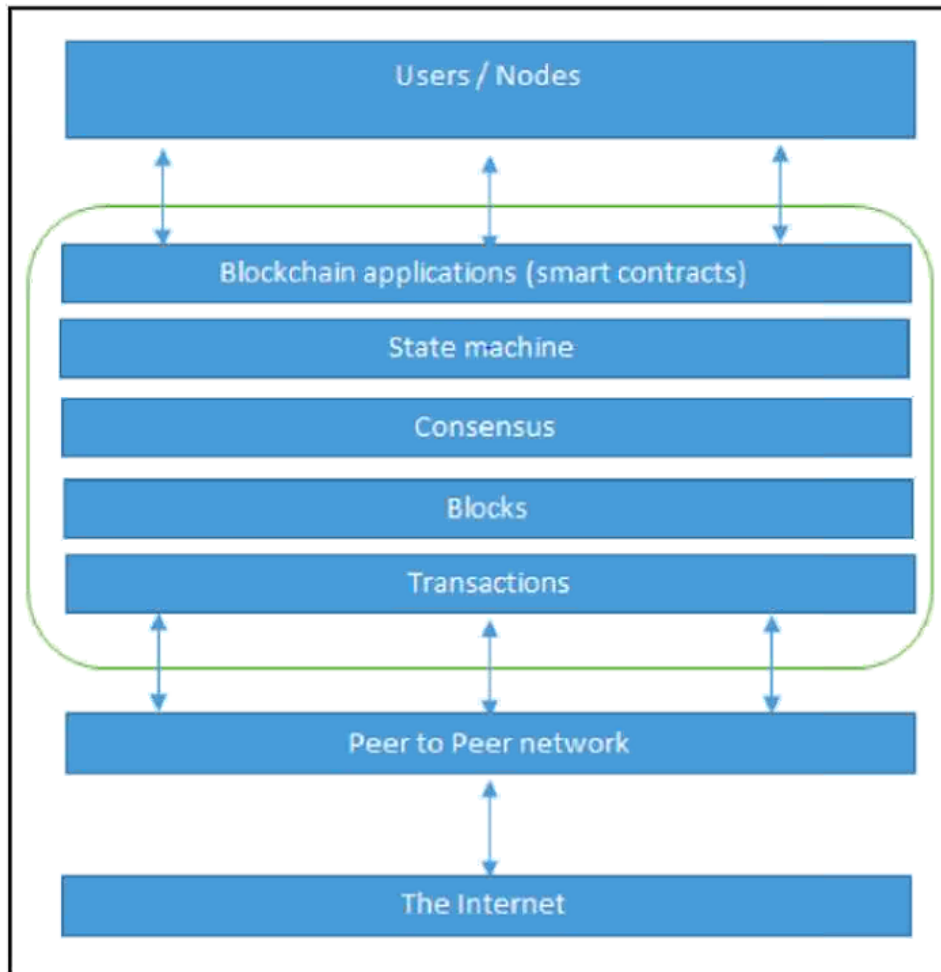 Users / Nodes
Blockchain applications (smart contracts)
State machine
Consensus
Blocks
Transactions
Peer to Peer network
The Internet